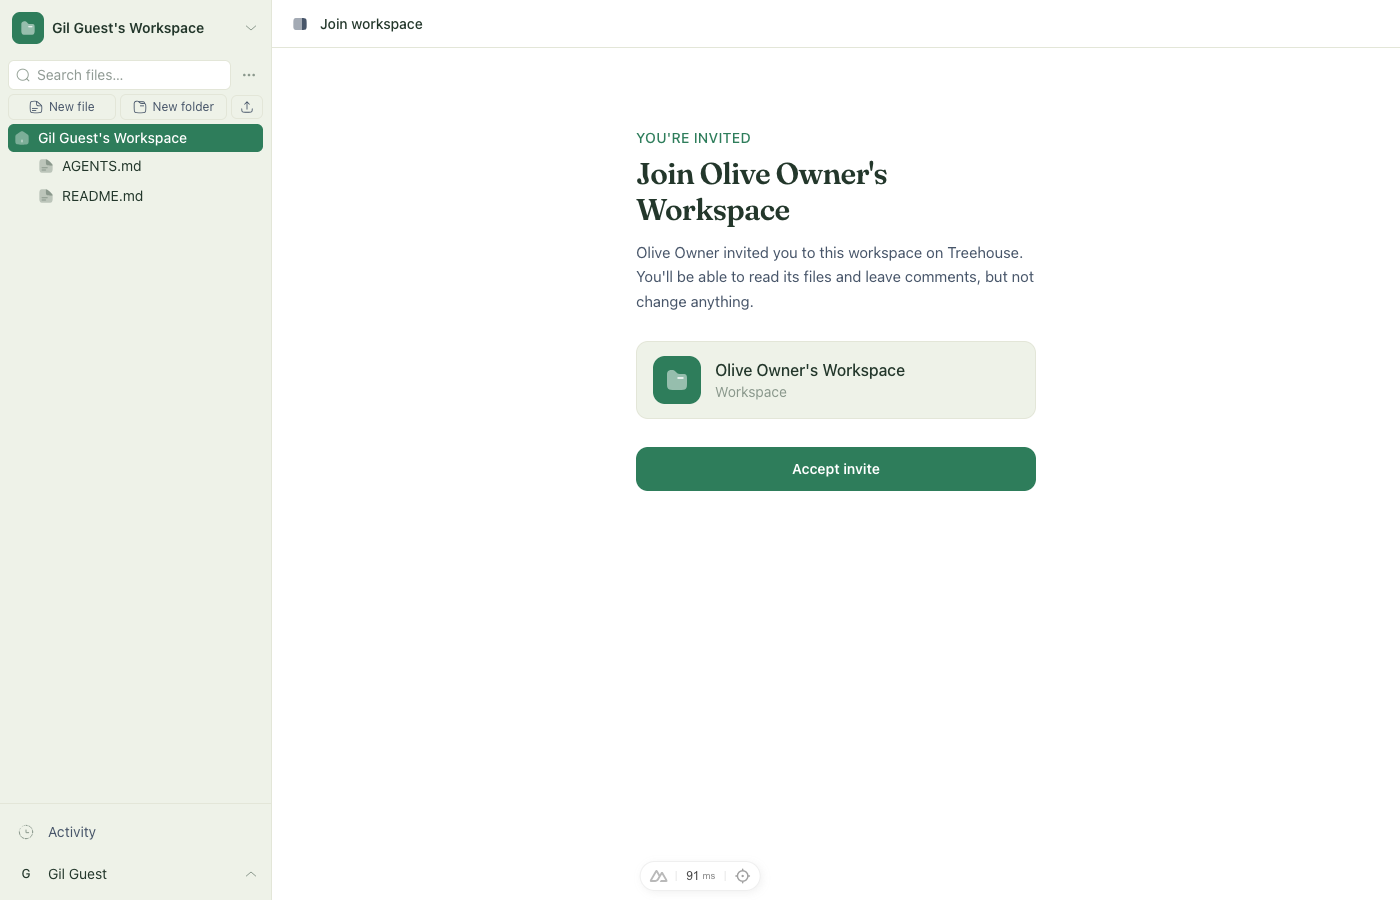 Gil Guest's Workspace
Search files...
New file
New folder
Gil Guest's Workspace
AGENTS.md
README.md
Activity
G
Gil Guest
Join workspace
YOU'RE INVITED
Join Olive Owner's
Workspace
Olive Owner invited you to this workspace on Treehouse.
You'll be able to read its files and leave comments, but not
change anything.
Olive Owner's Workspace
Workspace
Accept invite
91 ms